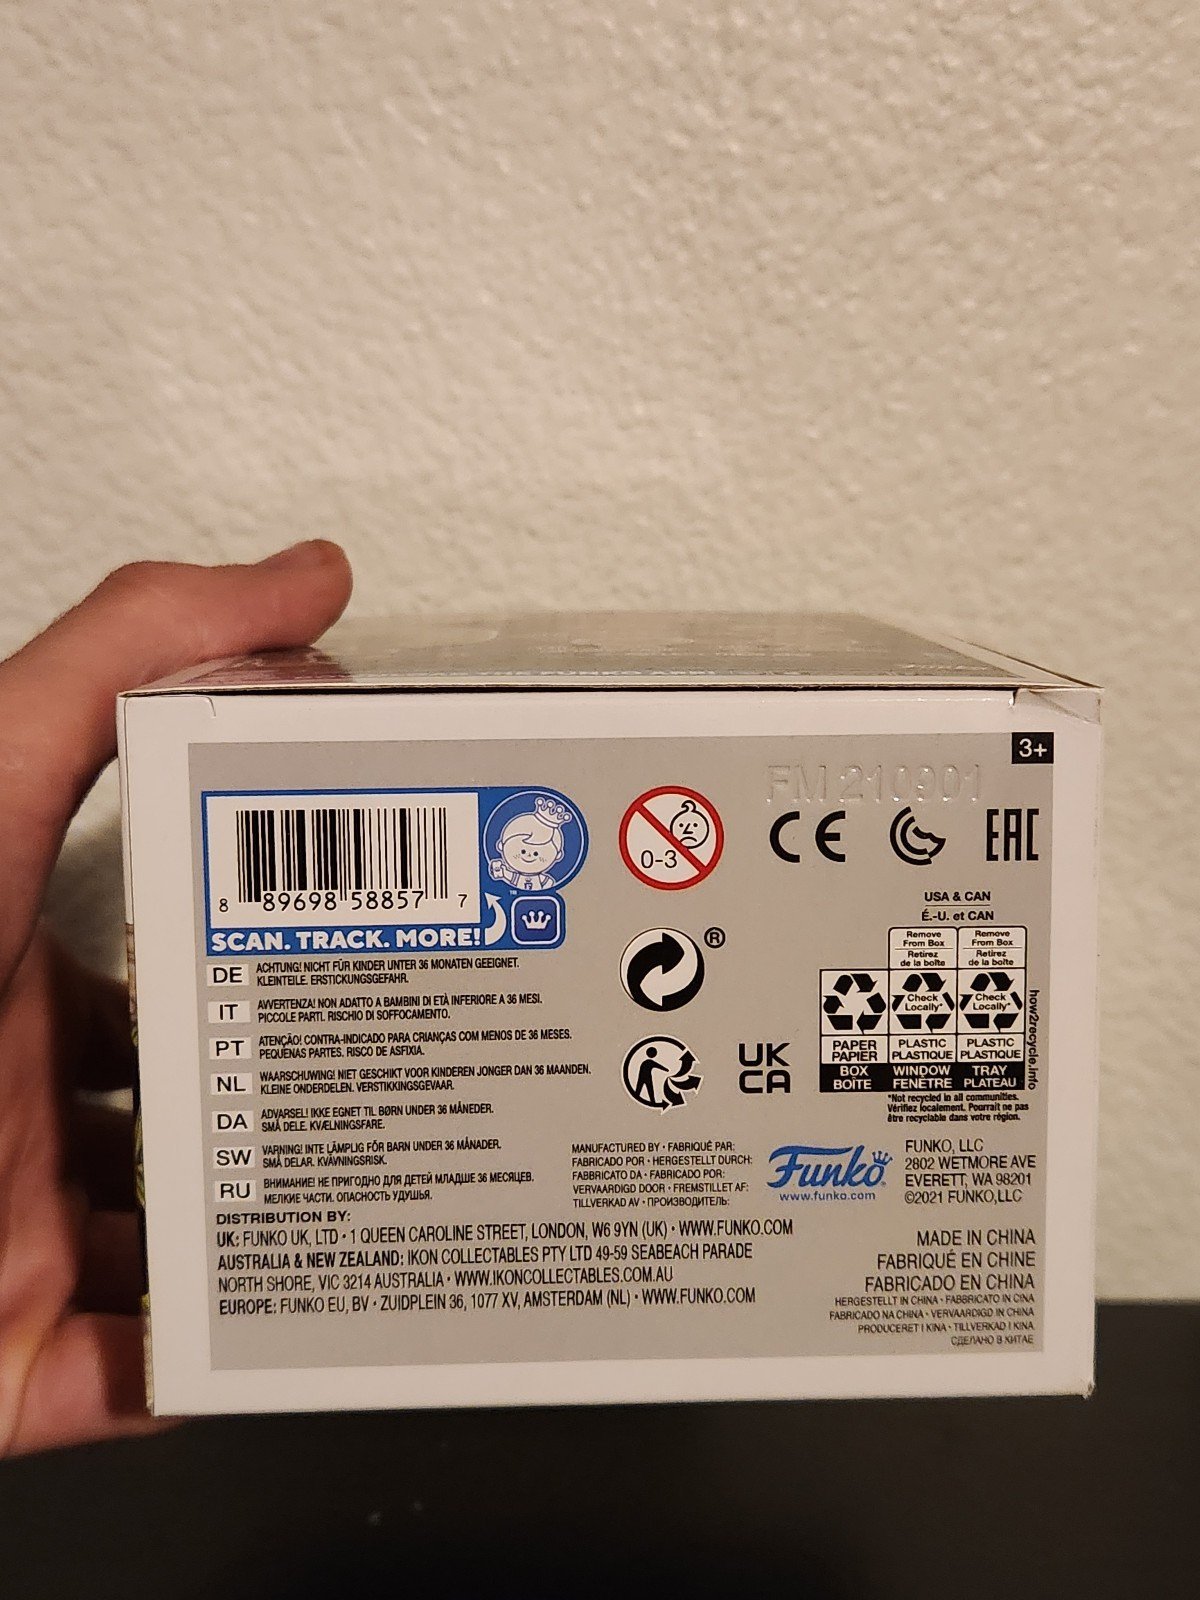 3+
FM 210901
8 89698 58857 7
™
SCAN. TRACK. MORE!
0-3
CE
EAC
®
UK
CA
USA & CAN
É.-U. et CAN
Remove From Box
Retirez de la boîte
Remove From Box
Retirez de la boîte
Check Locally*
Check Locally*
PAPER
PAPIER
BOX
BOÎTE
PLASTIC
PLASTIQUE
WINDOW
FENÊTRE
PLASTIC
PLASTIQUE
TRAY
PLATEAU
how2recycle.info
*Not recycled in all communities.
Vérifiez localement. Pourrait ne pas
être recyclable dans votre région.
DE ACHTUNG! NICHT FÜR KINDER UNTER 36 MONATEN GEEIGNET.
KLEINTEILE. ERSTICKUNGSGEFAHR.
IT AVVERTENZA! NON ADATTO A BAMBINI DI ETÀ INFERIORE A 36 MESI.
PICCOLE PARTI. RISCHIO DI SOFFOCAMENTO.
PT ATENÇÃO! CONTRA-INDICADO PARA CRIANÇAS COM MENOS DE 36 MESES.
PEQUENAS PARTES. RISCO DE ASFIXIA.
NL WAARSCHUWING! NIET GESCHIKT VOOR KINDEREN JONGER DAN 36 MAANDEN.
KLEINE ONDERDELEN. VERSTIKKINGSGEVAAR.
DA ADVARSEL! IKKE EGNET TIL BØRN UNDER 36 MÅNEDER.
SMÅ DELE. KVÆLNINGSFARE.
SW VARNING! INTE LÄMPLIG FÖR BARN UNDER 36 MÅNADER.
SMÅ DELAR. KVÄVNINGSRISK.
RU ВНИМАНИЕ! НЕ ПРИГОДНО ДЛЯ ДЕТЕЙ МЛАДШЕ 36 МЕСЯЦЕВ.
МЕЛКИЕ ЧАСТИ. ОПАСНОСТЬ УДУШЬЯ.
MANUFACTURED BY • FABRIQUÉ PAR:
FABRICADO POR • HERGESTELLT DURCH:
FABBRICATO DA • FABRICADO POR:
VERVAARDIGD DOOR • FREMSTILLET AF:
TILLVERKAD AV • ПРОИЗВОДИТЕЛЬ:
Funko
www.funko.com
FUNKO, LLC
2802 WETMORE AVE
EVERETT, WA 98201
©2021 FUNKO,LLC
DISTRIBUTION BY:
UK: FUNKO UK, LTD • 1 QUEEN CAROLINE STREET, LONDON, W6 9YN (UK) • WWW.FUNKO.COM
AUSTRALIA & NEW ZEALAND: IKON COLLECTABLES PTY LTD 49-59 SEABEACH PARADE
NORTH SHORE, VIC 3214 AUSTRALIA • WWW.IKONCOLLECTABLES.COM.AU
EUROPE: FUNKO EU, BV • ZUIDPLEIN 36, 1077 XV, AMSTERDAM (NL) • WWW.FUNKO.COM
MADE IN CHINA
FABRIQUÉ EN CHINE
FABRICADO EN CHINA
HERGESTELLT IN CHINA • FABBRICATO IN CINA
FABRICADO NA CHINA • VERVAARDIGD IN CHINA
PRODUCERET I KINA • TILLVERKAD I KINA
СДЕЛАНО В КИТАЕ